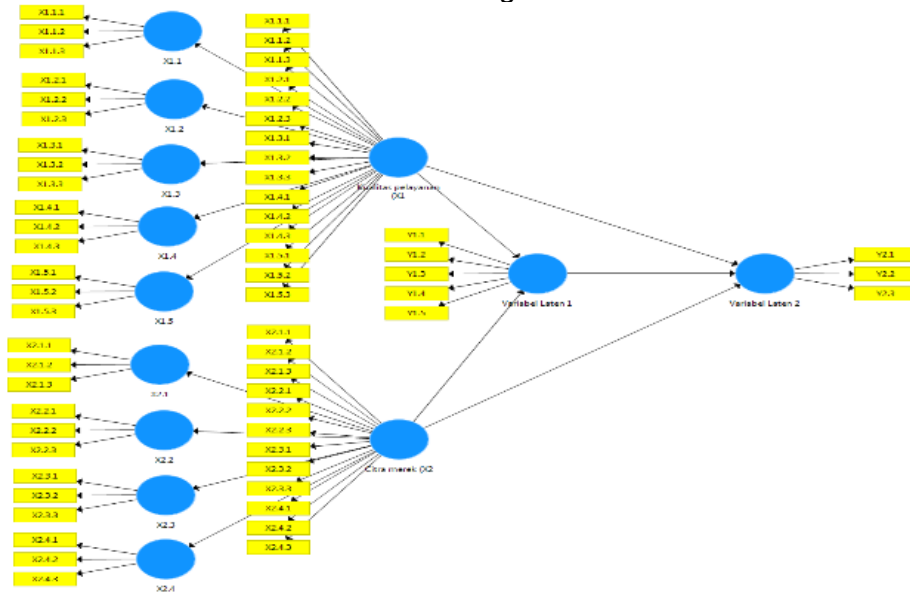 X1.1.1
X1.1.2
X1.1.3
X1.1
X1.2.1
X1.2.2
X1.2.3
X1.2
X1.3.1
X1.3.2
X1.3.3
X1.3
X1.4.1
X1.4.2
X1.4.3
X1.4
X1.5.1
X1.5.2
X1.5.3
X1.5
X2.1.1
X2.1.2
X2.1.3
X2.1
X2.2.1
X2.2.2
X2.2.3
X2.2
X2.3.1
X2.3.2
X2.3.3
X2.3
X2.4.1
X2.4.2
X2.4.3
X2.4
X1.1.1
X1.1.2
X1.1.3
X1.2.1
X1.2.2
X1.2.3
X1.3.1
X1.3.2
X1.3.3
X1.4.1
X1.4.2
X1.4.3
X1.5.1
X1.5.2
X1.5.3
Kualitas pelayanan
(X1
X2.1.1
X2.1.2
X2.1.3
X2.2.1
X2.2.2
X2.2.3
X2.3.1
X2.3.2
X2.3.3
X2.4.1
X2.4.2
X2.4.3
Citra merek (X2
Y1.1
Y1.2
Y1.3
Y1.4
Y1.5
Variabel Laten 1
Variabel Laten 2
Y2.1
Y2.2
Y2.3